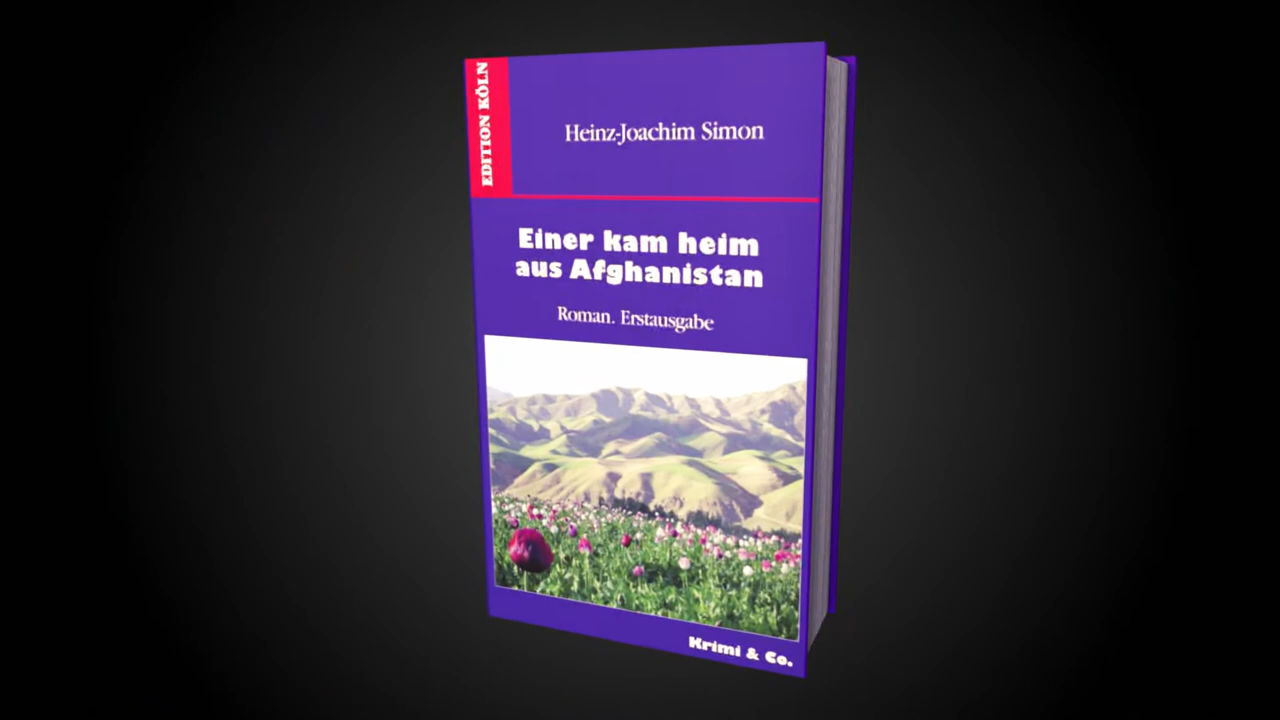 EDITION KÖLN
Heinz-Joachim Simon
Einer kam heim
aus Afghanistan
Roman. Erstausgabe
Krimi & Co.